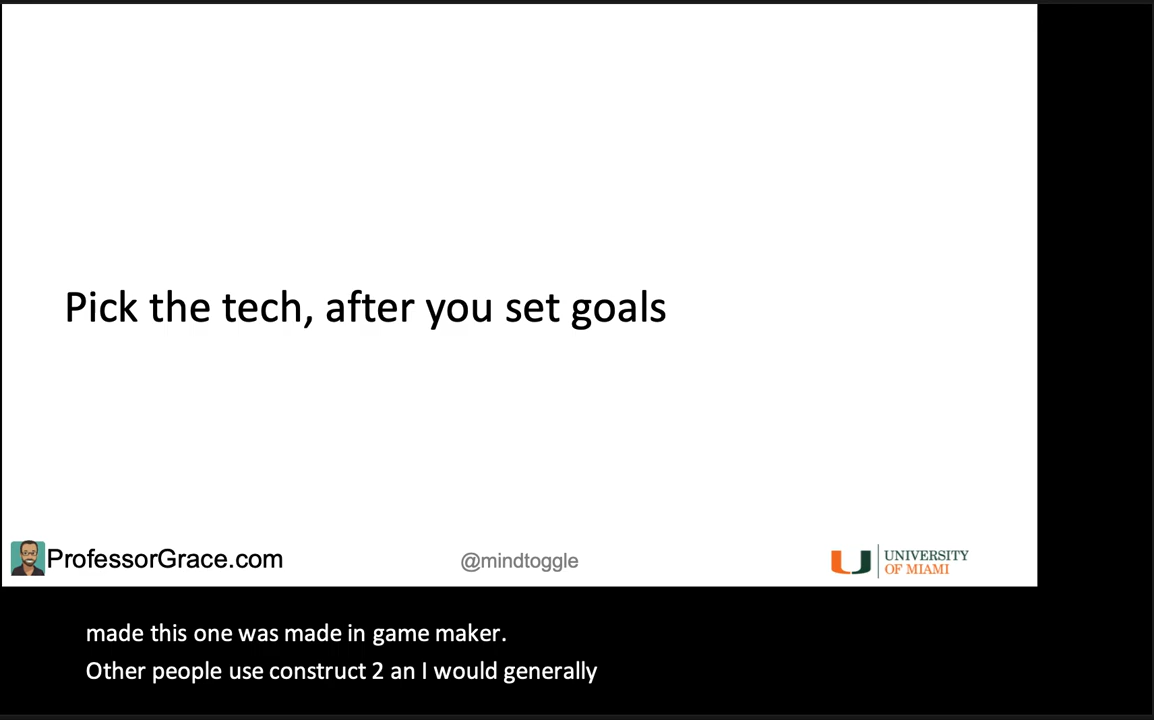 Pick the tech, after you set goals
ProfessorGrace.com
@mindtoggle
UNIVERSITY
OF MIAMI
made this one was made in game maker.
Other people use construct 2 an I would generally